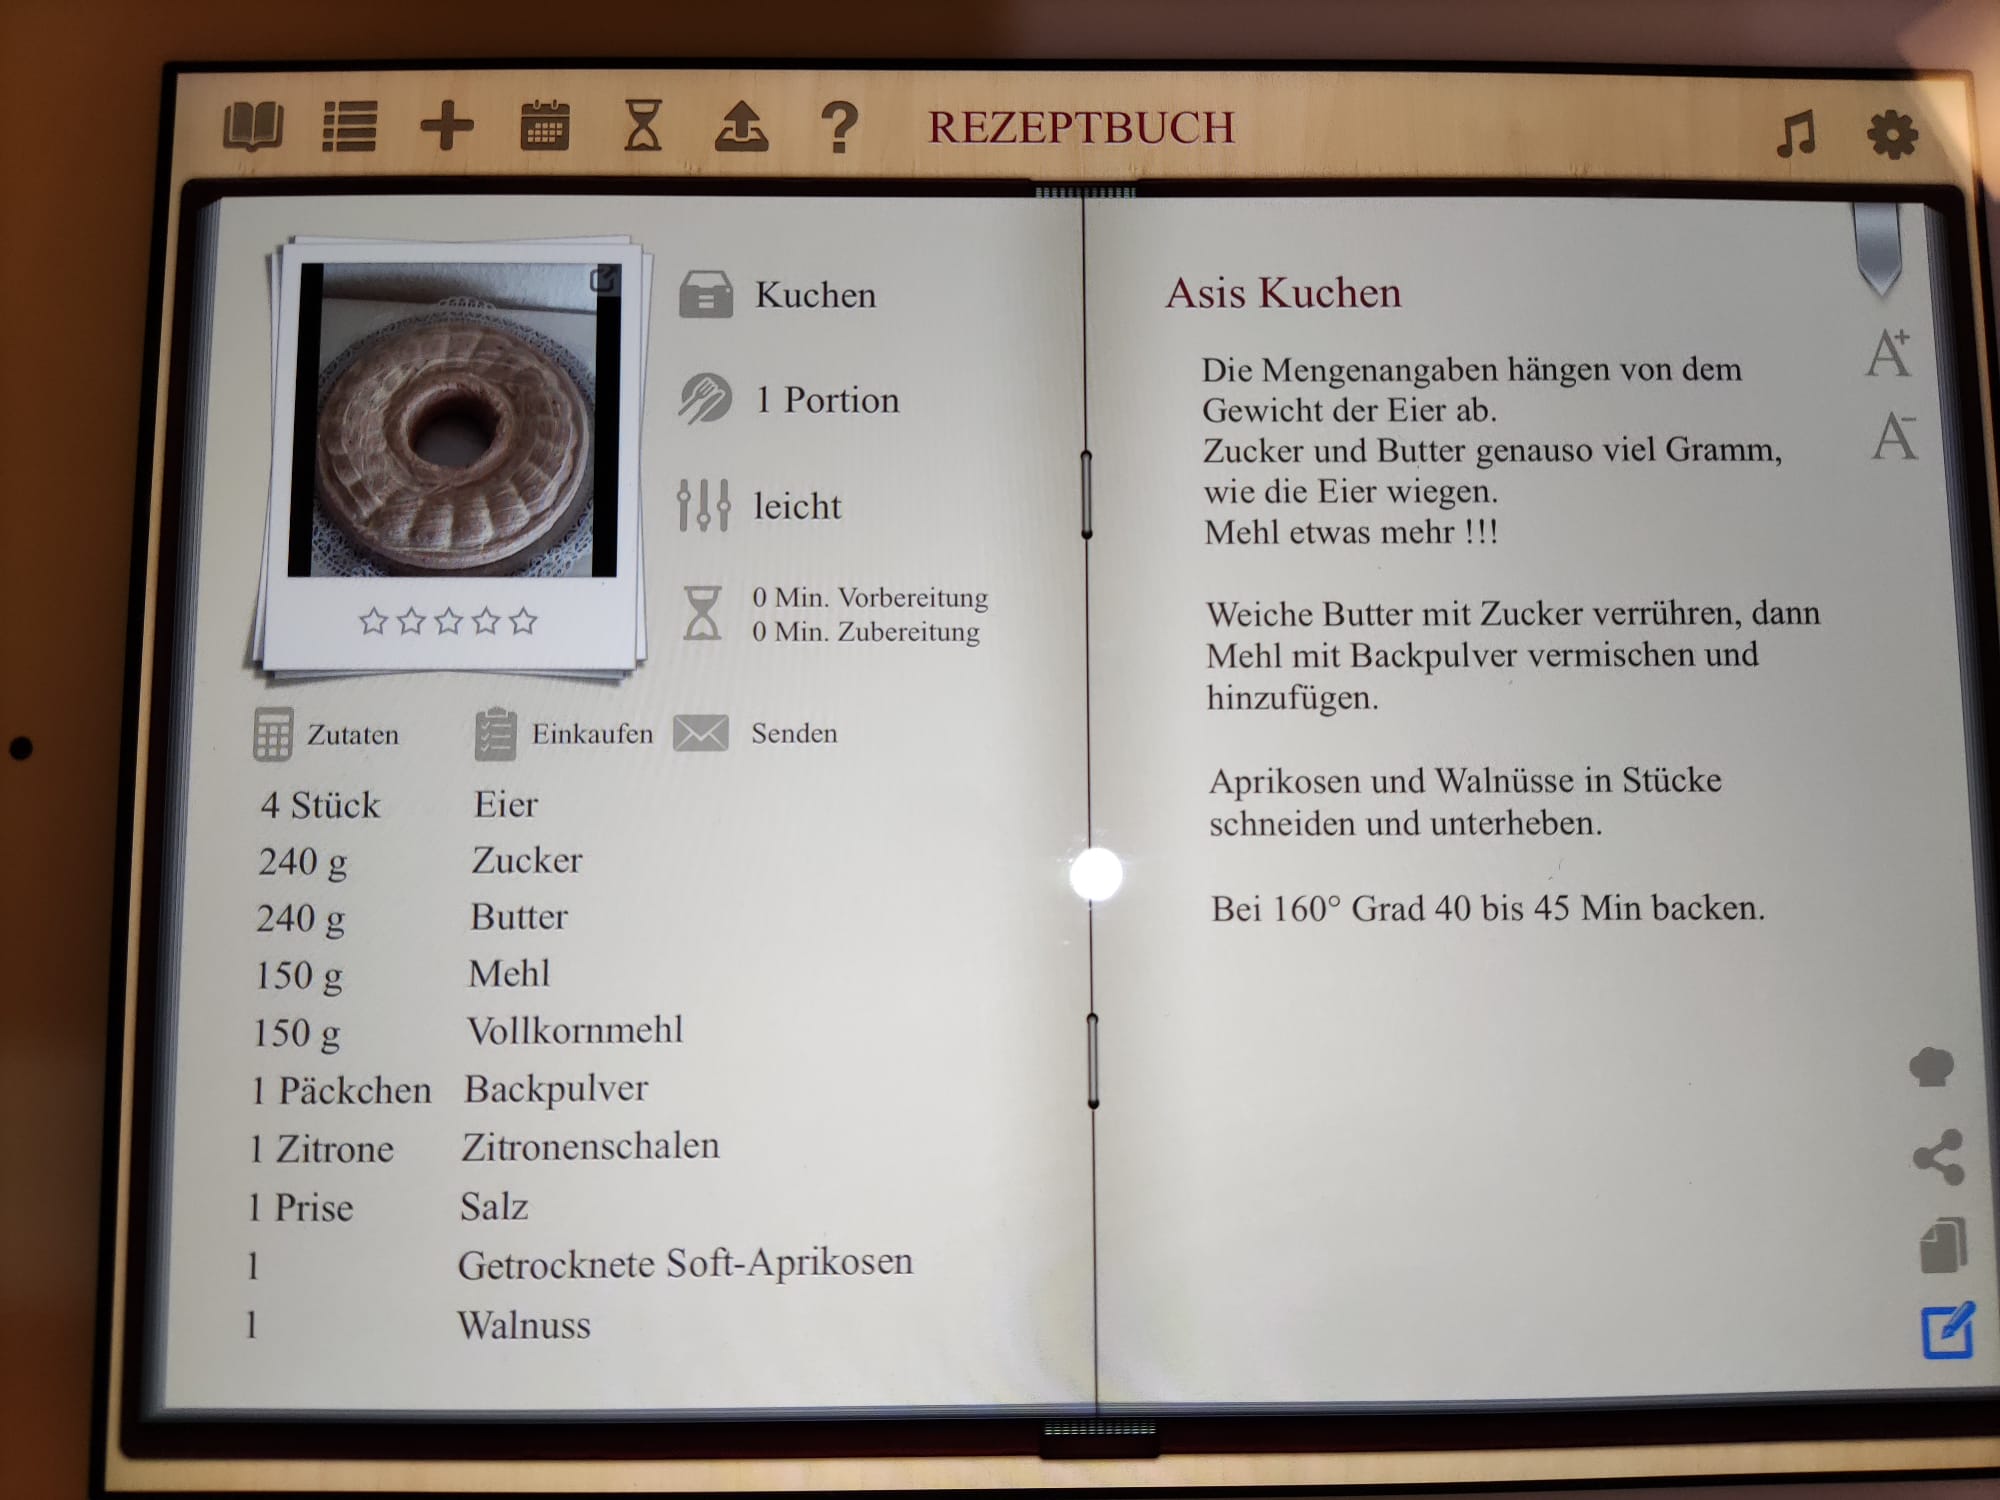 REZEPTBUCH
Kuchen
1 Portion
leicht
0 Min. Vorbereitung
0 Min. Zubereitung
Zutaten
Einkaufen
Senden
4 Stück Eier
240 g Zucker
240 g Butter
150 g Mehl
150 g Vollkornmehl
1 Päckchen Backpulver
1 Zitrone Zitronenschalen
1 Prise Salz
1 Getrocknete Soft-Aprikosen
1 Walnuss
Asis Kuchen
Die Mengenangaben hängen von dem
Gewicht der Eier ab.
Zucker und Butter genauso viel Gramm,
wie die Eier wiegen.
Mehl etwas mehr !!!
Weiche Butter mit Zucker verrühren, dann
Mehl mit Backpulver vermischen und
hinzufügen.
Aprikosen und Walnüsse in Stücke
schneiden und unterheben.
Bei 160° Grad 40 bis 45 Min backen.
A+
A-